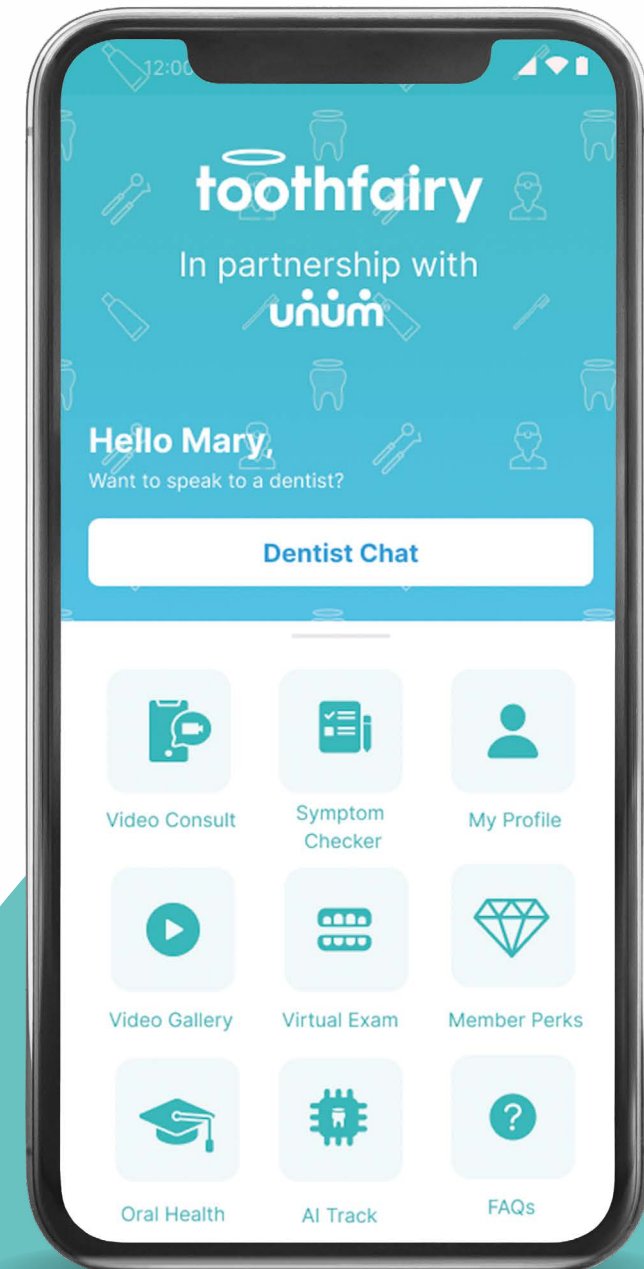 12:00
toothfairy
In partnership with
unum
Hello Mary,
Want to speak to a dentist?
Dentist Chat
Video Consult
Symptom
Checker
My Profile
Video Gallery
Virtual Exam
Member Perks
?
Oral Health
AI Track
FAQs